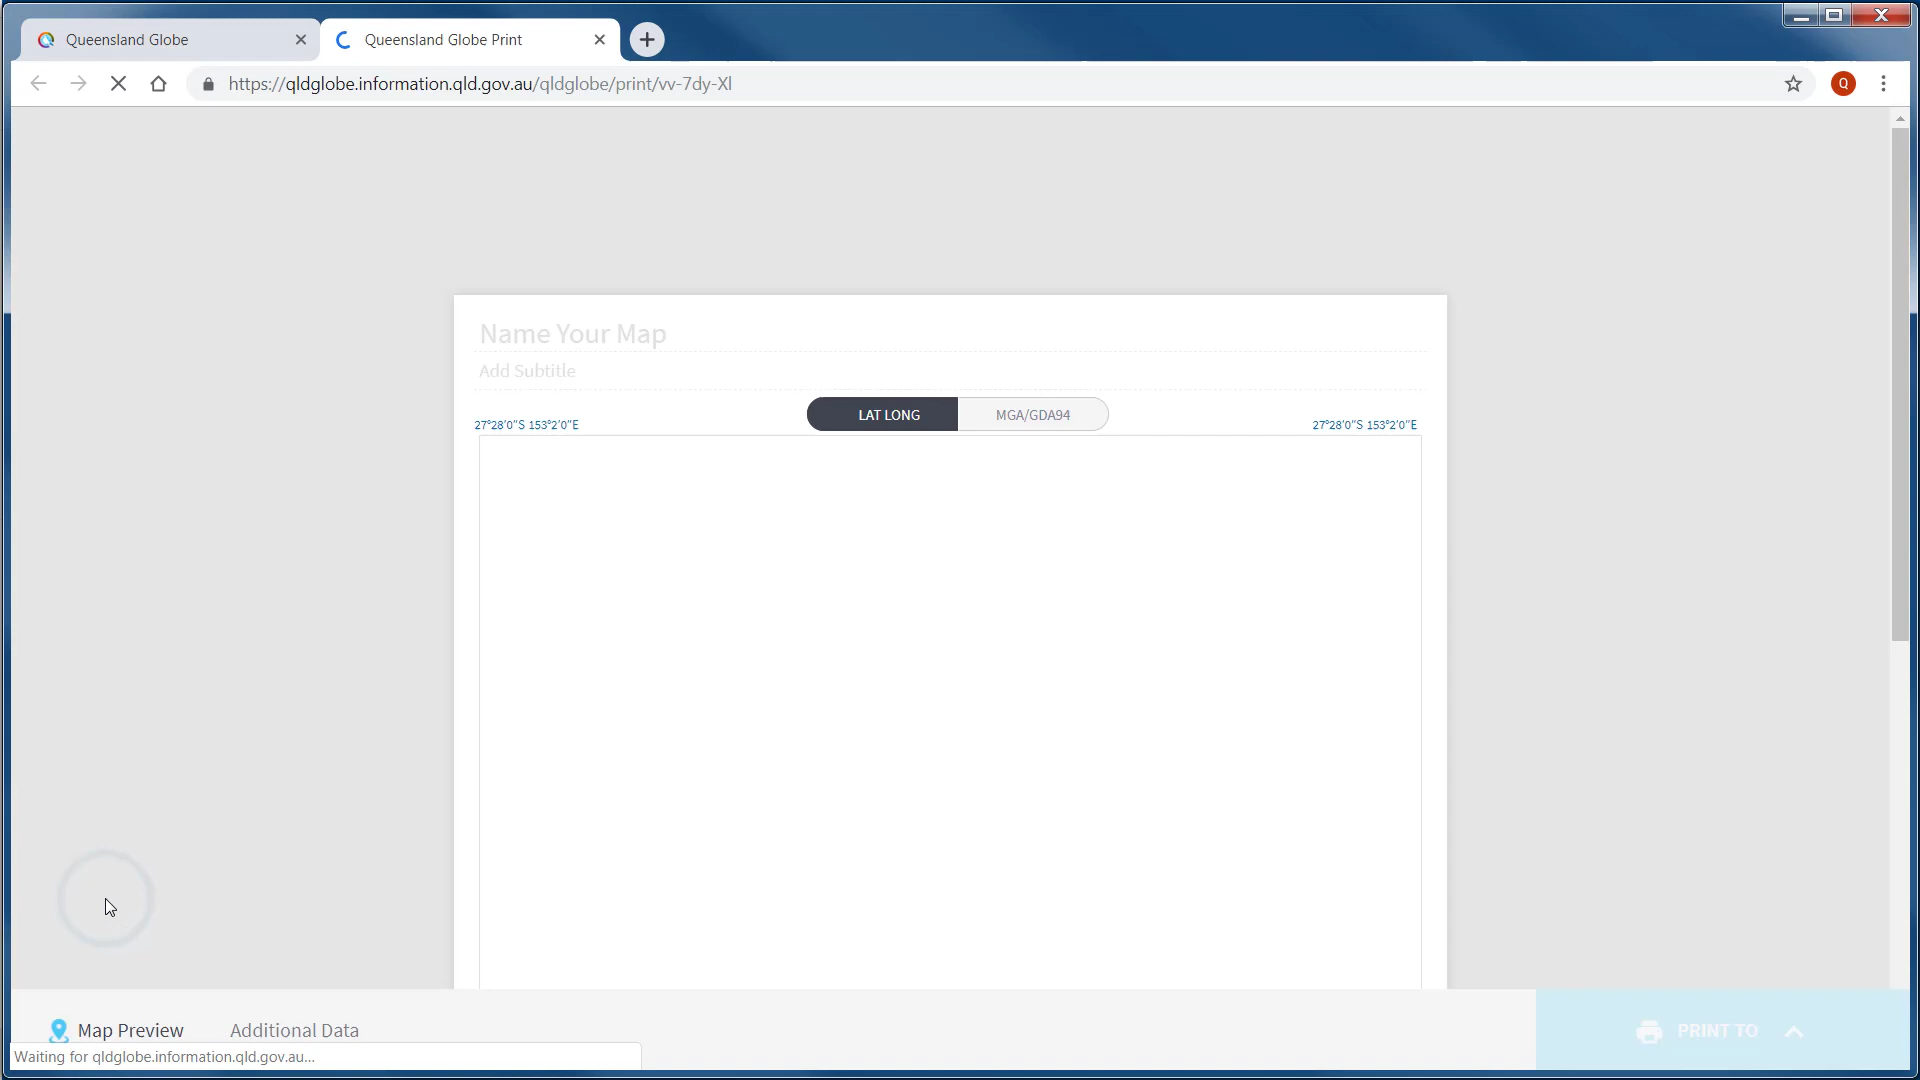 Queensland Globe
Queensland Globe Print
https://qldglobe.information.qld.gov.au/qldglobe/print/vv-7dy-Xl
Q
Name Your Map
Add Subtitle
LAT LONG
MGA/GDA94
27°28'0"S 153°2'0"E
27°28'0"S 153°2'0"E
Map Preview
Additional Data
PRINT TO
Waiting for qldglobe.information.qld.gov.au...